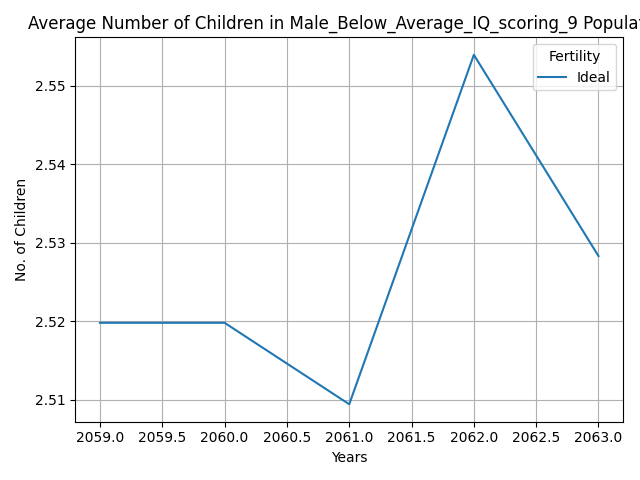 Average Number of Children in Male_Below_Average_IQ_scoring_9 Popula
Fertility
Ideal
No. of Children
2.55
2.54
2.53
2.52
2.51
2059.0 2059.5 2060.0 2060.5 2061.0 2061.5 2062.0 2062.5 2063.0
Years